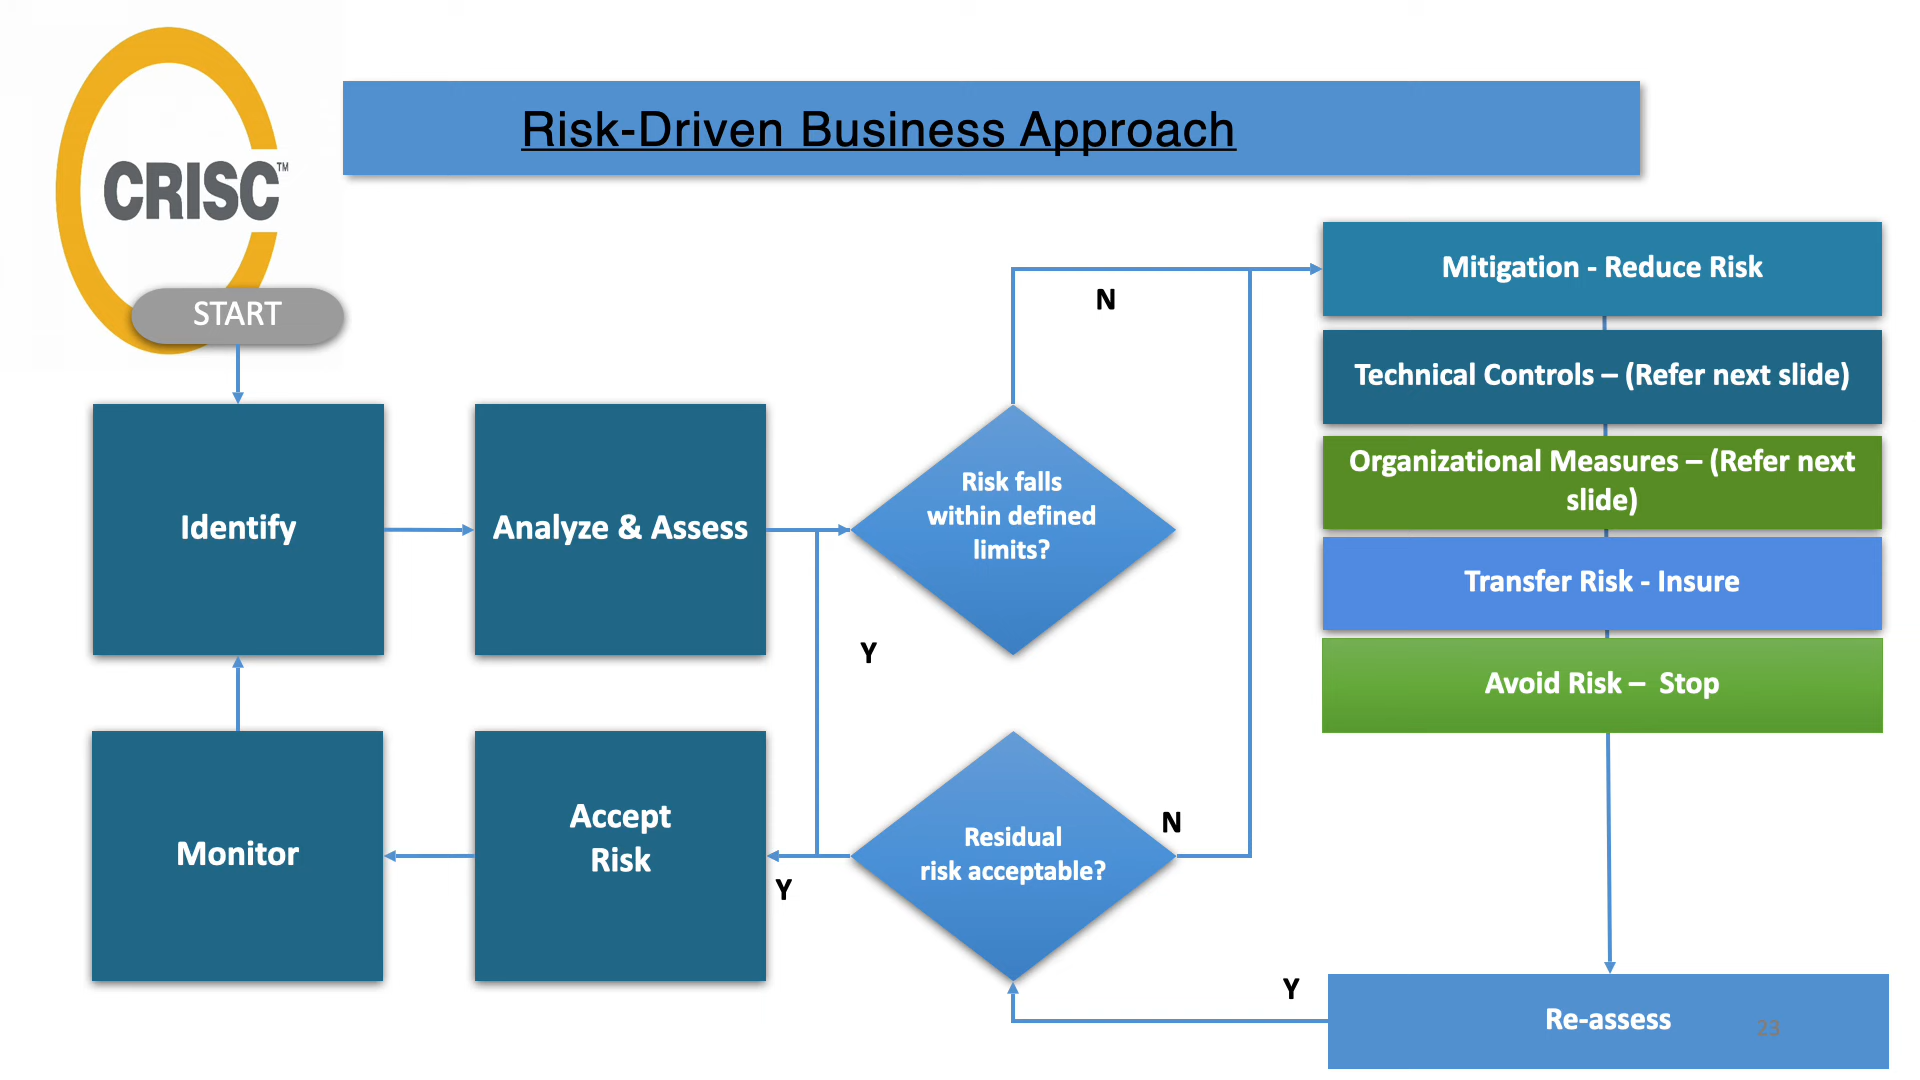 CRISC™
Risk-Driven Business Approach
START
Mitigation - Reduce Risk
N
Technical Controls – (Refer next slide)
Organizational Measures – (Refer next
slide)
Identify
Analyze & Assess
Risk falls
within defined
limits?
Transfer Risk - Insure
Y
Avoid Risk –  Stop
Monitor
Accept
Risk
Y
Residual
risk acceptable?
N
Y
Re-assess
23